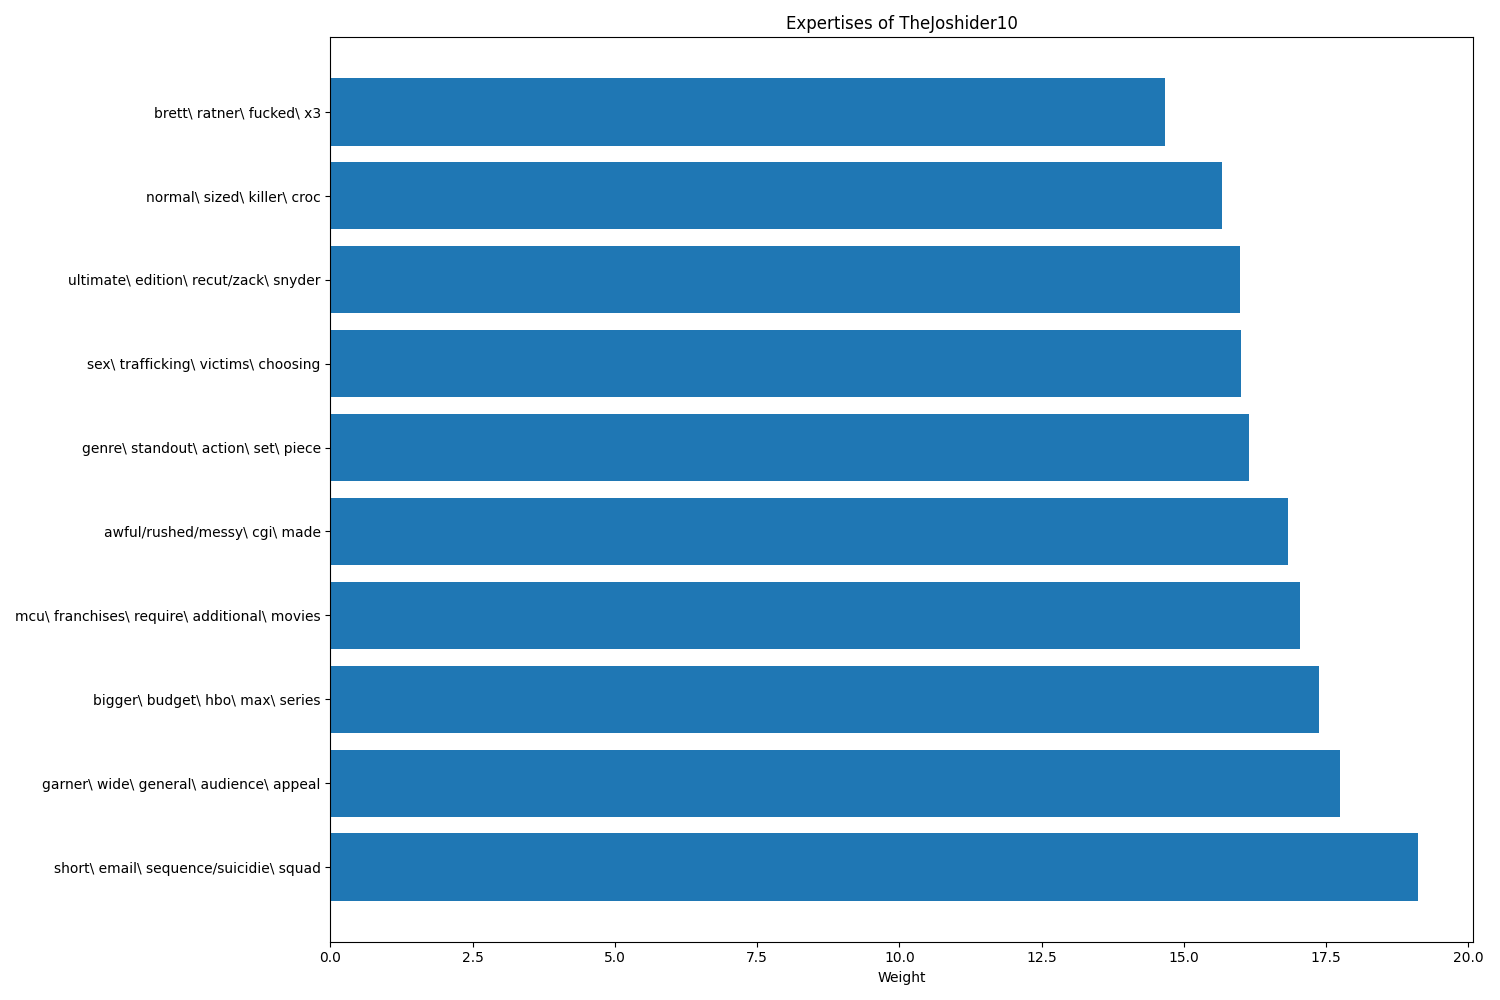 Expertises of TheJoshider10
brett\ ratner\ fucked\ x3
normal\ sized\ killer\ croc
ultimate\ edition\ recut/zack\ snyder
sex\ trafficking\ victims\ choosing
genre\ standout\ action\ set\ piece
awful/rushed/messy\ cgi\ made
mcu\ franchises\ require\ additional\ movies
bigger\ budget\ hbo\ max\ series
garner\ wide\ general\ audience\ appeal
short\ email\ sequence/suicidie\ squad
0.0 2.5 5.0 7.5 10.0 12.5 15.0 17.5 20.0
Weight